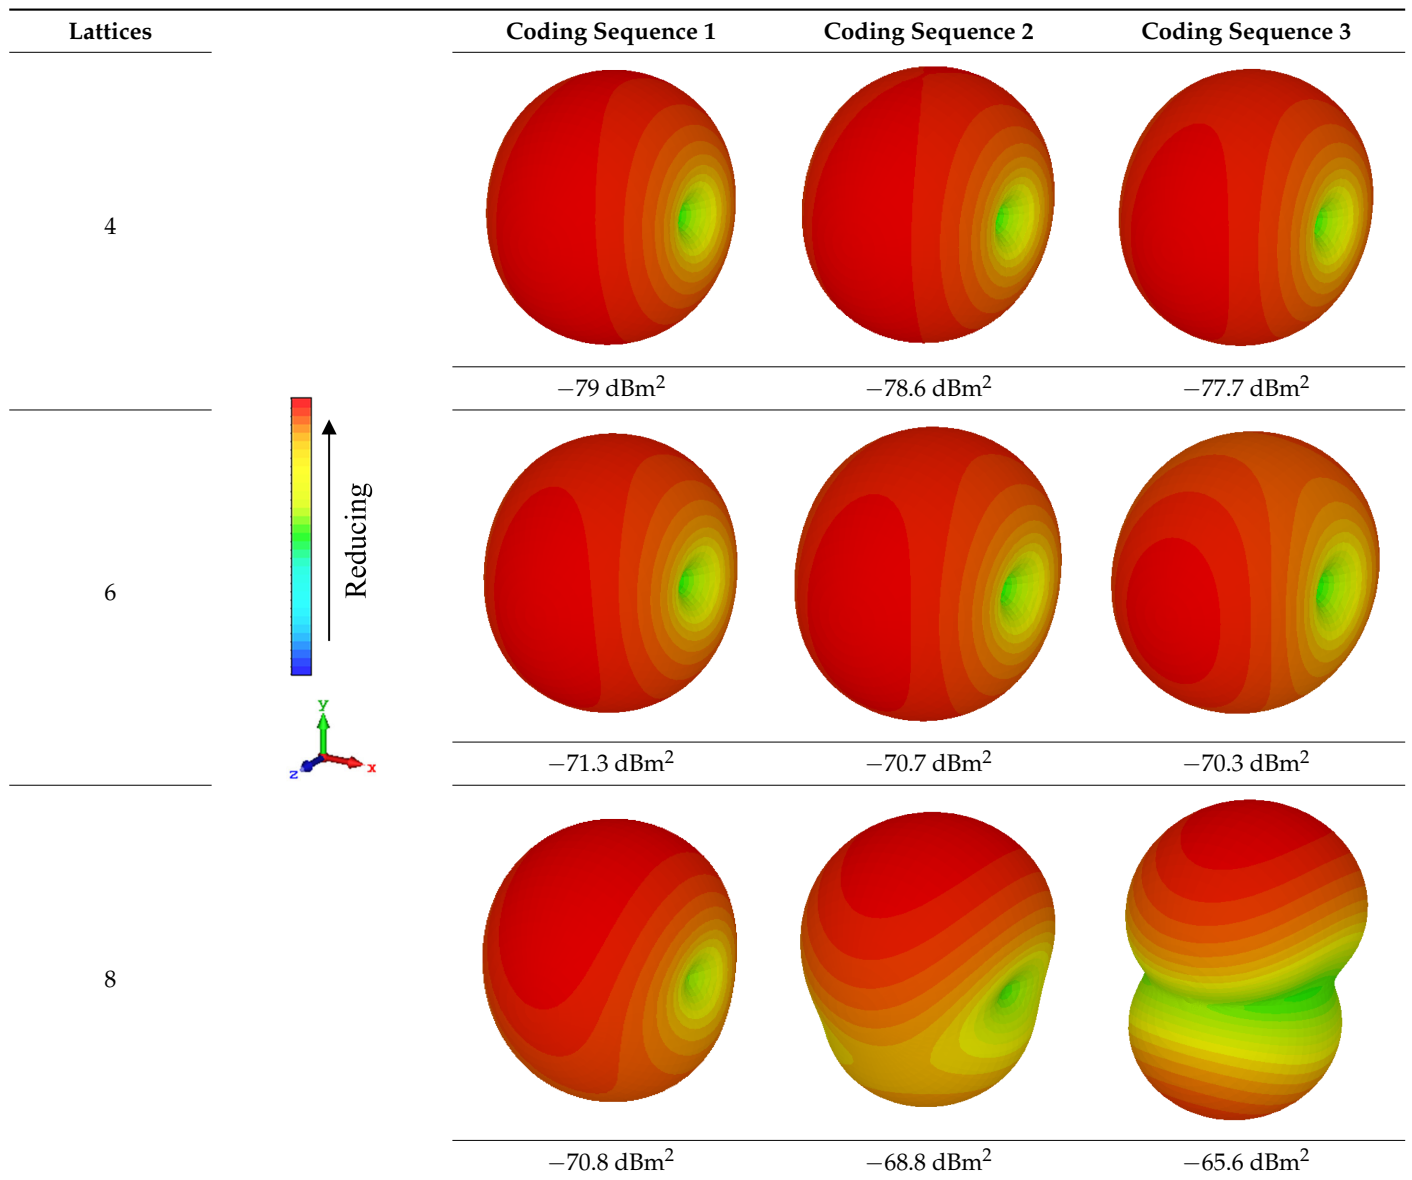 Lattices Coding Sequence 1 Coding Sequence 2 Coding Sequence 3
4
−79 dBm² −78.6 dBm² −77.7 dBm²
Reducing
6
y
z x
−71.3 dBm² −70.7 dBm² −70.3 dBm²
8
−70.8 dBm² −68.8 dBm² −65.6 dBm²